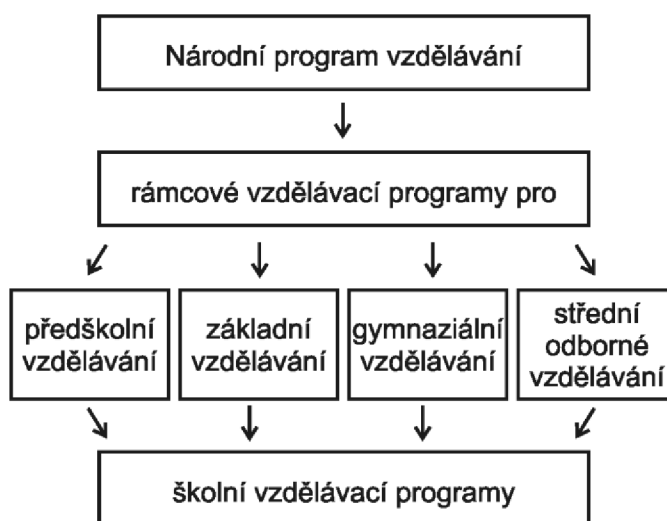 Národní program vzdělávání
rámcové vzdělávací programy pro
předškolní
vzdělávání
základní
vzdělávání
gymnaziální
vzdělávání
střední
odborné
vzdělávání
školní vzdělávací programy